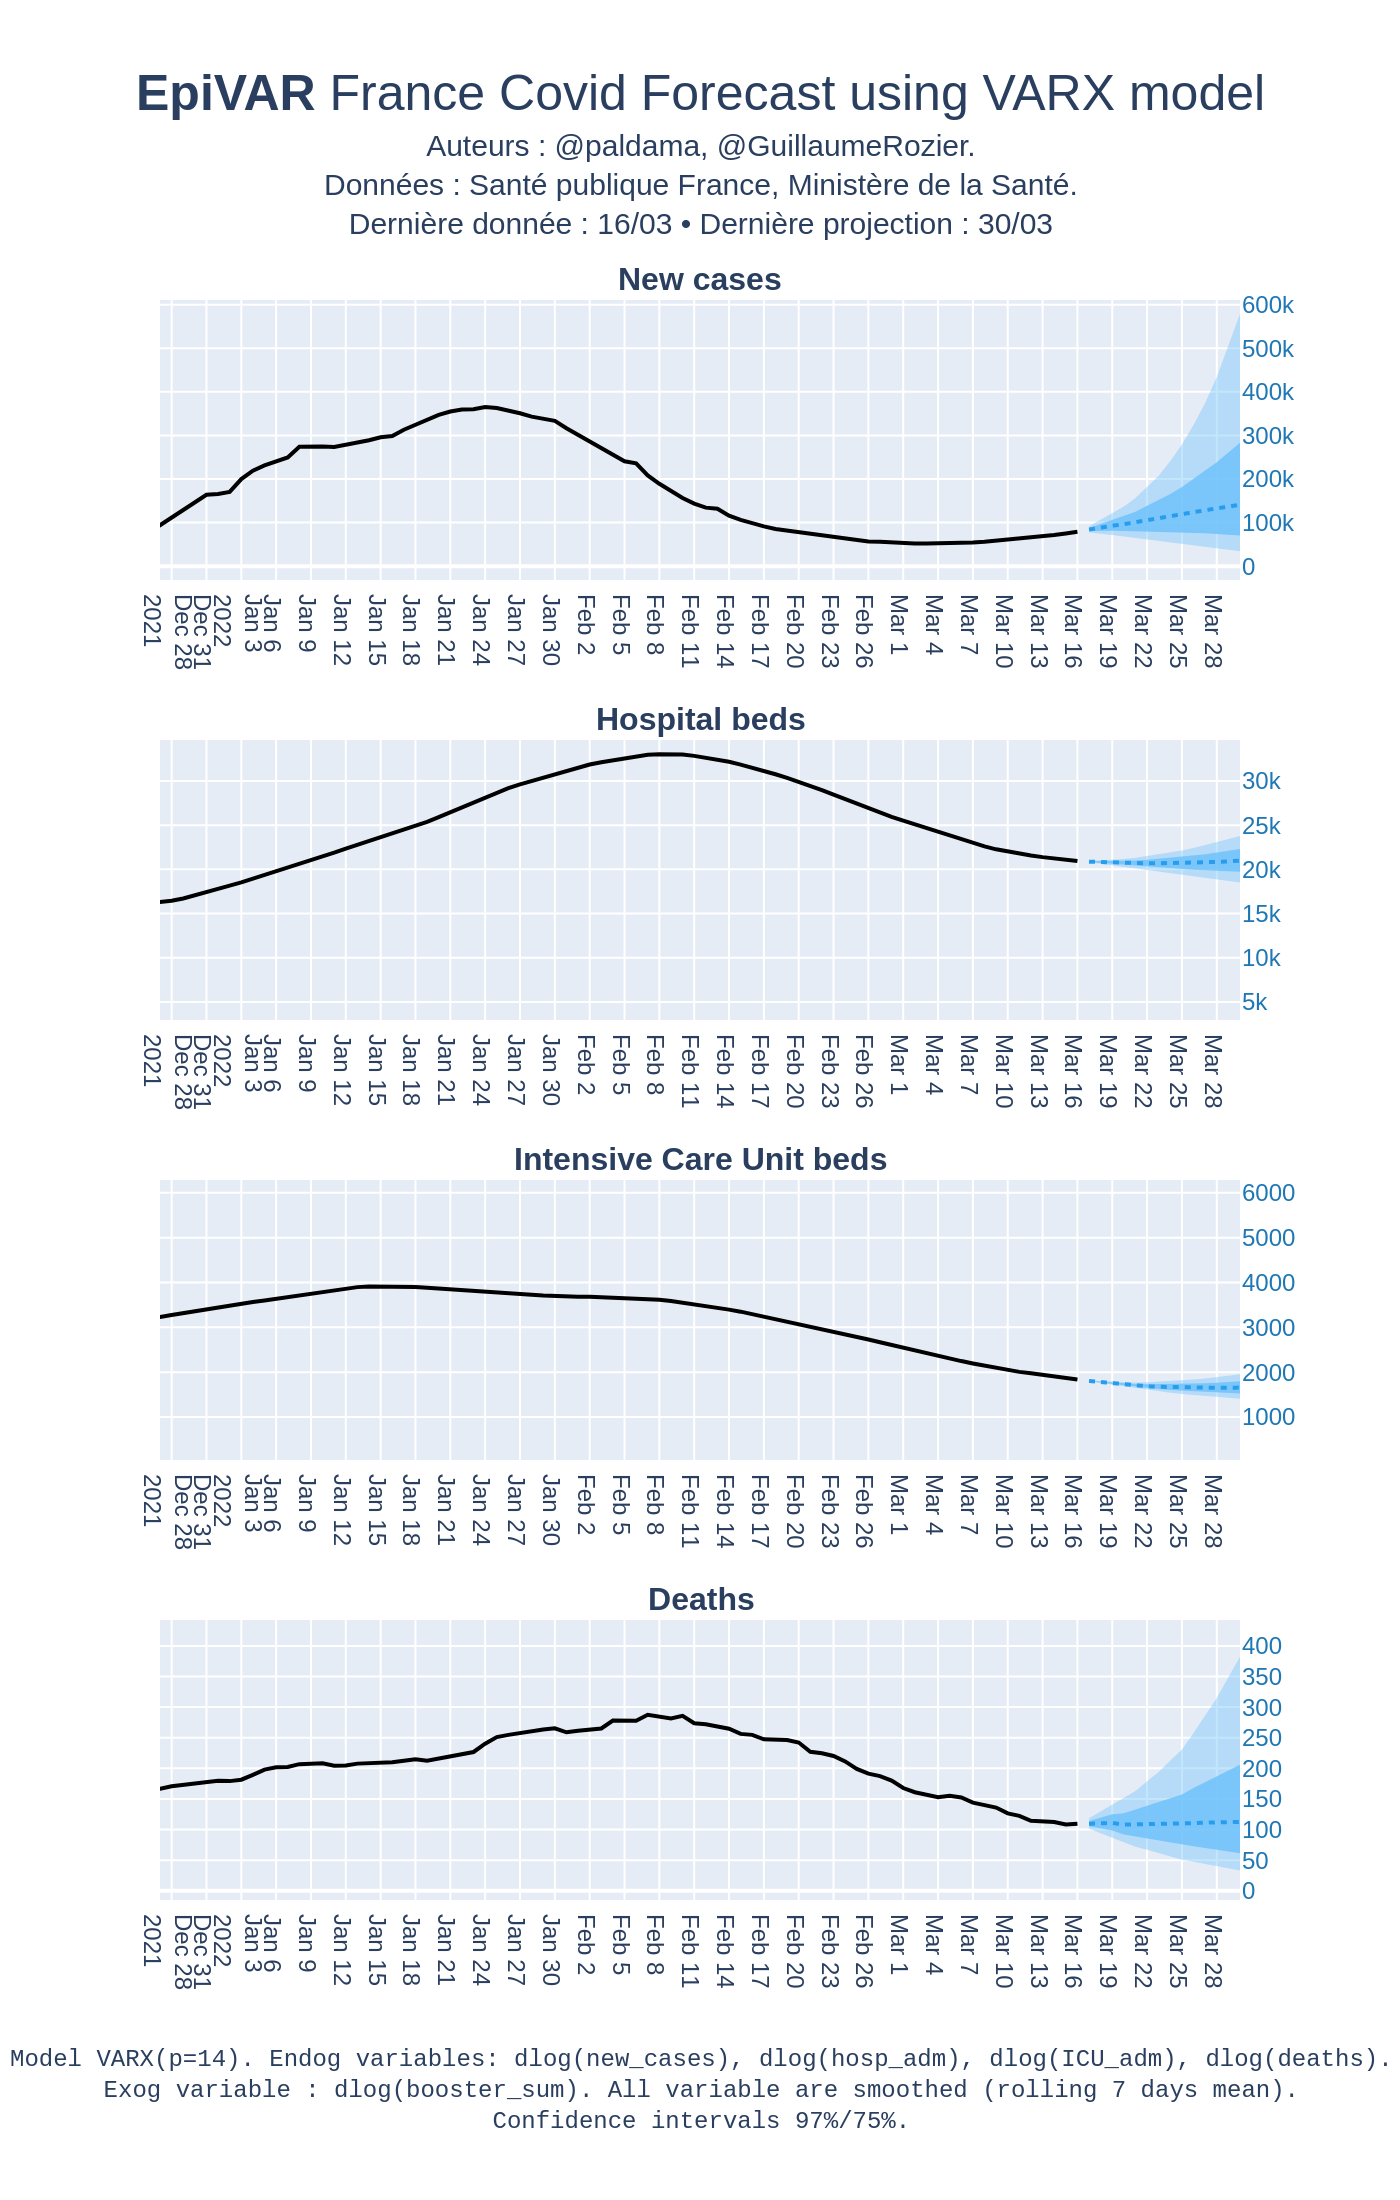 EpiVAR France Covid Forecast using VARX model
Auteurs : @paldama, @GuillaumeRozier.
Données : Santé publique France, Ministère de la Santé.
Dernière donnée : 16/03 • Dernière projection : 30/03
New cases
600k
500k
400k
300k
200k
100k
0
2021
Dec 28
Dec 31
2022
Jan 3
Jan 6
Jan 9
Jan 12
Jan 15
Jan 18
Jan 21
Jan 24
Jan 27
Jan 30
Feb 2
Feb 5
Feb 8
Feb 11
Feb 14
Feb 17
Feb 20
Feb 23
Feb 26
Mar 1
Mar 4
Mar 7
Mar 10
Mar 13
Mar 16
Mar 19
Mar 22
Mar 25
Mar 28
Hospital beds
30k
25k
20k
15k
10k
5k
2021
Dec 28
Dec 31
2022
Jan 3
Jan 6
Jan 9
Jan 12
Jan 15
Jan 18
Jan 21
Jan 24
Jan 27
Jan 30
Feb 2
Feb 5
Feb 8
Feb 11
Feb 14
Feb 17
Feb 20
Feb 23
Feb 26
Mar 1
Mar 4
Mar 7
Mar 10
Mar 13
Mar 16
Mar 19
Mar 22
Mar 25
Mar 28
Intensive Care Unit beds
6000
5000
4000
3000
2000
1000
2021
Dec 28
Dec 31
2022
Jan 3
Jan 6
Jan 9
Jan 12
Jan 15
Jan 18
Jan 21
Jan 24
Jan 27
Jan 30
Feb 2
Feb 5
Feb 8
Feb 11
Feb 14
Feb 17
Feb 20
Feb 23
Feb 26
Mar 1
Mar 4
Mar 7
Mar 10
Mar 13
Mar 16
Mar 19
Mar 22
Mar 25
Mar 28
Deaths
400
350
300
250
200
150
100
50
0
2021
Dec 28
Dec 31
2022
Jan 3
Jan 6
Jan 9
Jan 12
Jan 15
Jan 18
Jan 21
Jan 24
Jan 27
Jan 30
Feb 2
Feb 5
Feb 8
Feb 11
Feb 14
Feb 17
Feb 20
Feb 23
Feb 26
Mar 1
Mar 4
Mar 7
Mar 10
Mar 13
Mar 16
Mar 19
Mar 22
Mar 25
Mar 28
Model VARX(p=14). Endog variables: dlog(new_cases), dlog(hosp_adm), dlog(ICU_adm), dlog(deaths).
Exog variable : dlog(booster_sum). All variable are smoothed (rolling 7 days mean).
Confidence intervals 97%/75%.